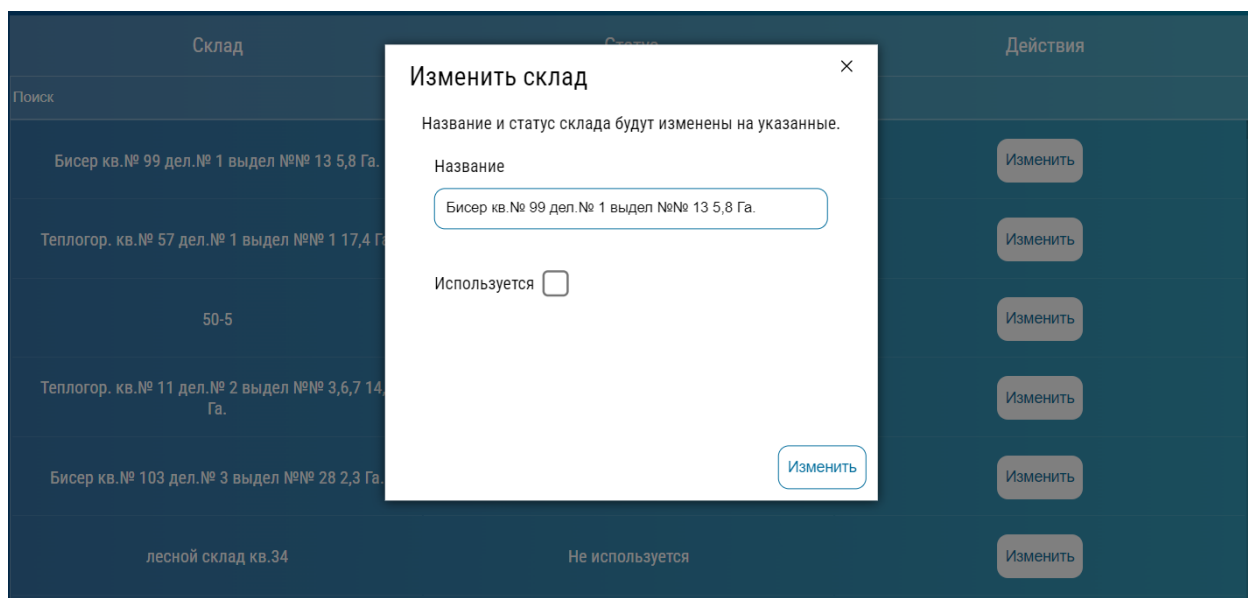 Склад
Действия
Изменить склад
Поиск
Название и статус склада будут изменены на указанные.
Бисер кв.№ 99 дел.№ 1 выдел №№ 13 5,8 Га.
Изменить
Название
Бисер кв.№ 99 дел.№ 1 выдел №№ 13 5,8 Га.
Теплогор. кв.№ 57 дел.№ 1 выдел №№ 1 17,4
Изменить
Используется
50-5
Изменить
Теплогор. кв.№ 11 дел.№ 2 выдел №№ 3,6,7 14,
Га.
Изменить
Бисер кв.№ 103 дел.№ 3 выдел №№ 28 2,3 Га.
Изменить
Изменить
лесной склад кв.34
Не используется
Изменить